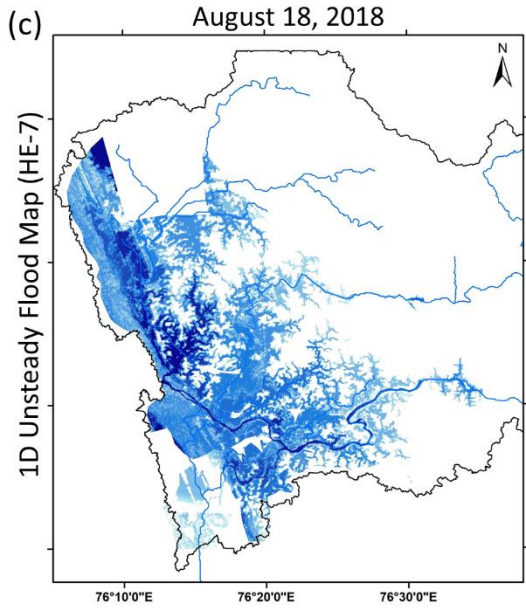 (c)
August 18, 2018
1D Unsteady Flood Map (HE-7)
N
76°10'0"E
76°20'0"E
76°30'0"E